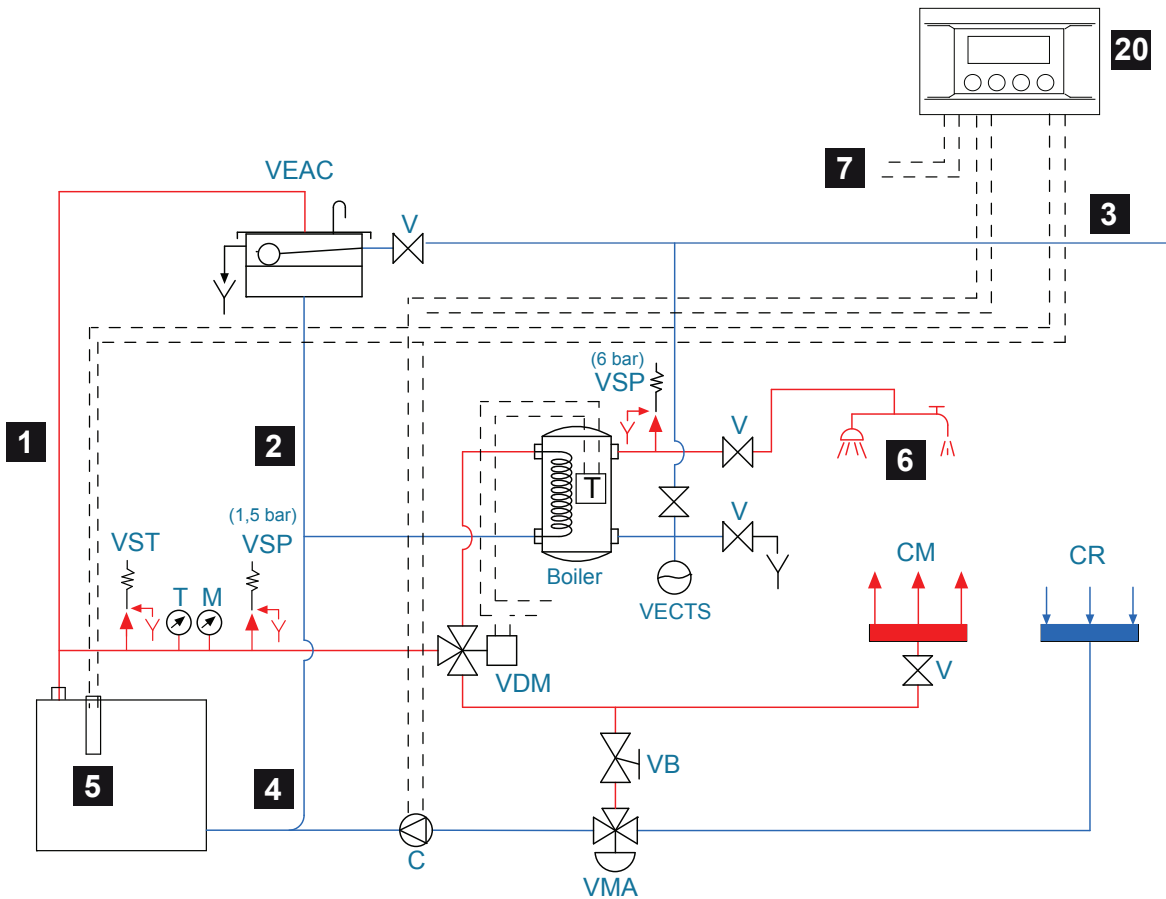 20
7
VEAC
V
3
(6 bar)
VSP
1
2
V
6
T
(1,5 bar)
VSP
VST
V
T
M
Boiler
VECTS
CM
CR
V
VDM
5
4
VB
C
VMA